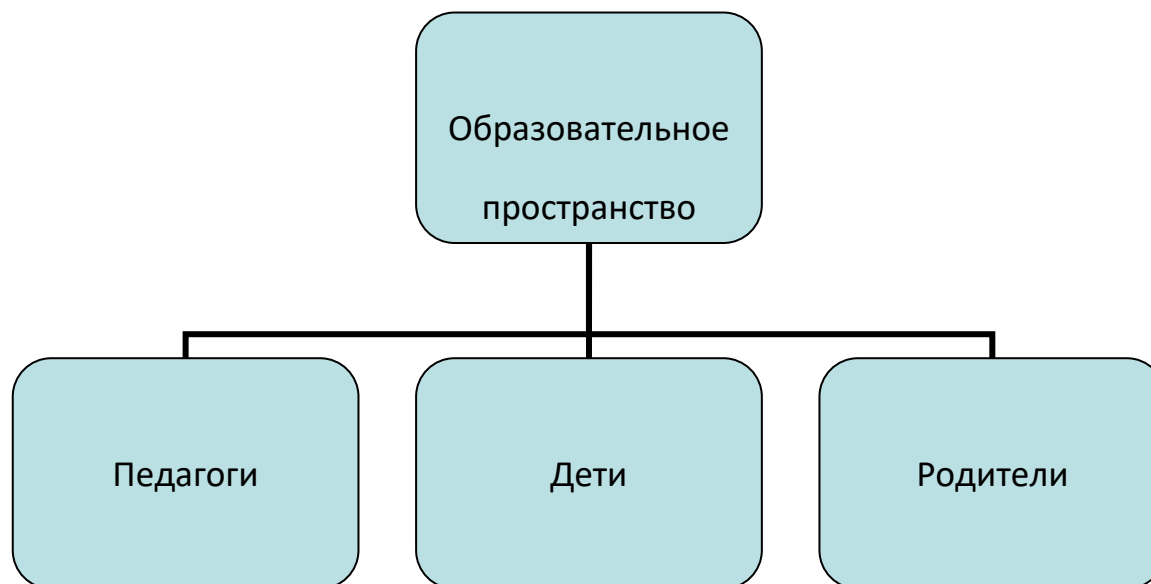 Образовательное
пространство
Педагоги
Дети
Родители